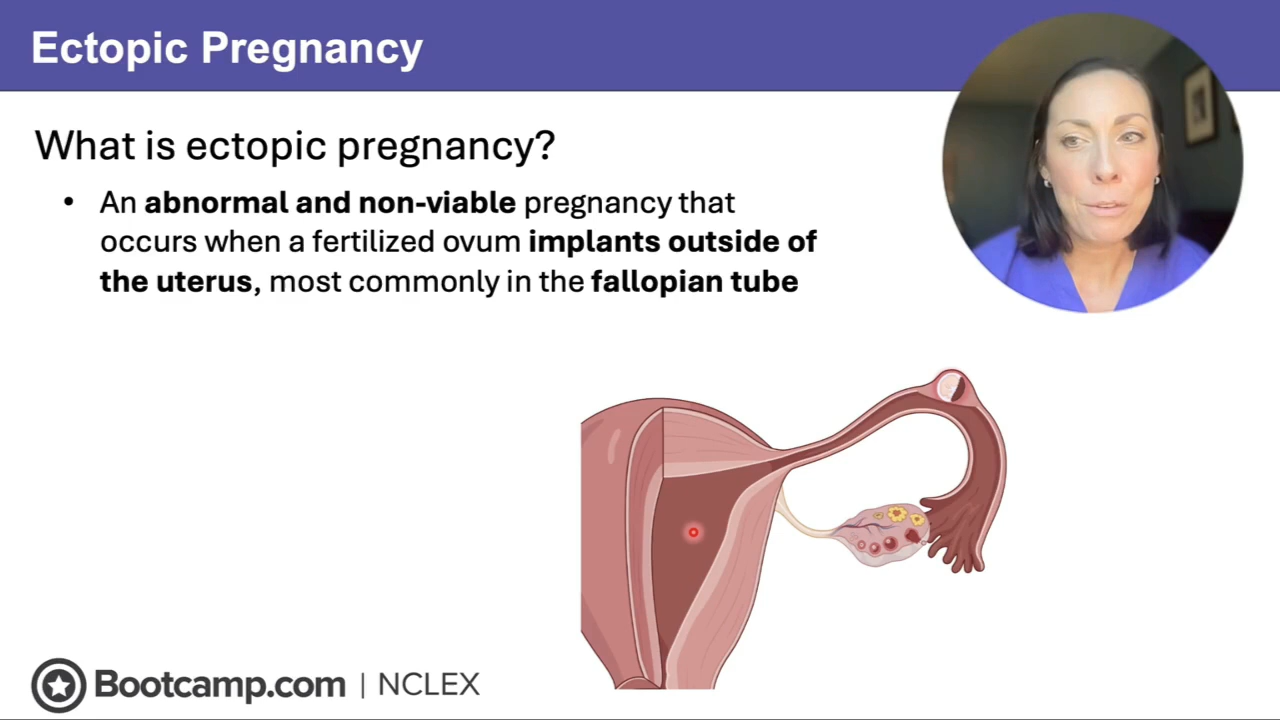 Ectopic Pregnancy
What is ectopic pregnancy?
• An abnormal and non-viable pregnancy that
occurs when a fertilized ovum implants outside of
the uterus, most commonly in the fallopian tube
Bootcamp.com | NCLEX